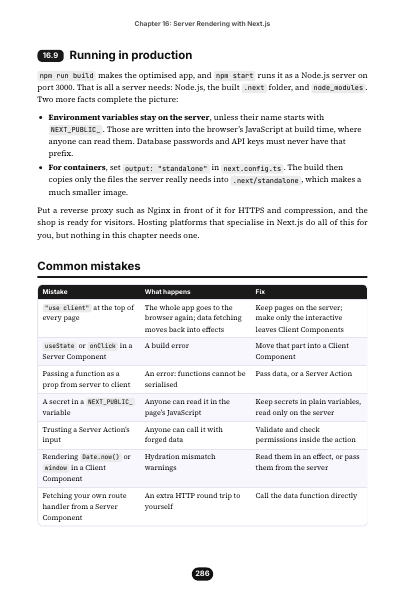 Chapter 16: Server Rendering with Next.js
16.9 Running in production
npm run build makes the optimised app, and npm start runs it as a Node.js server on
port 3000. That is all a server needs: Node.js, the built .next folder, and node_modules.
Two more facts complete the picture:
• Environment variables stay on the server, unless their name starts with
NEXT_PUBLIC_. Those are written into the browser's JavaScript at build time, where
anyone can read them. Database passwords and API keys must never have that
prefix.
• For containers, set output: "standalone" in next.config.ts. The build then
copies only the files the server really needs into .next/standalone, which makes a
much smaller image.
Put a reverse proxy such as Nginx in front of it for HTTPS and compression, and the
shop is ready for visitors. Hosting platforms that specialise in Next.js do all of this for
you, but nothing in this chapter needs one.
Common mistakes
Mistake What happens Fix
"use client" at the top of The whole app goes to the Keep pages on the server;
every page browser again; data fetching make only the interactive
moves back into effects leaves Client Components
useState or onClick in a A build error Move that part into a Client
Server Component Component
Passing a function as a An error: functions cannot be Pass data, or a Server Action
prop from server to client serialised
A secret in a NEXT_PUBLIC_ Anyone can read it in the Keep secrets in plain variables,
variable page's JavaScript read only on the server
Trusting a Server Action's Anyone can call it with Validate and check
input forged data permissions inside the action
Rendering Date.now() or Hydration mismatch Read them in an effect, or pass
window in a Client warnings them from the server
Component
Fetching your own route An extra HTTP round trip to Call the data function directly
handler from a Server yourself
Component
286